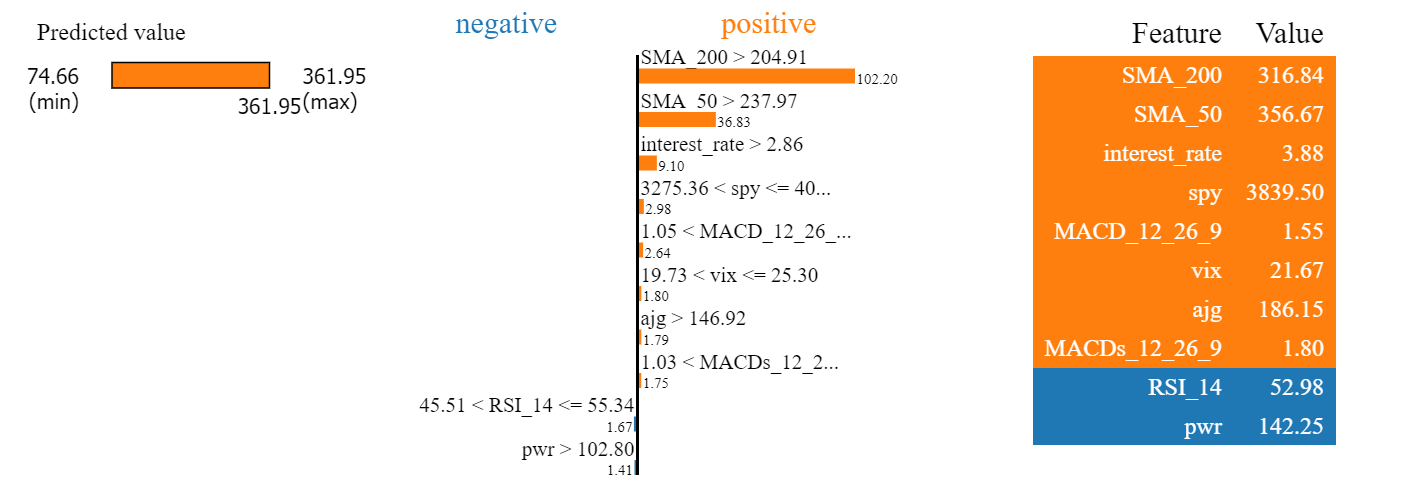 Predicted value
74.66
(min)
361.95
(max)
361.95
negative positive
SMA_200 > 204.91
102.20
SMA_50 > 237.97
36.83
interest_rate > 2.86
9.10
3275.36 < spy <= 40...
2.98
1.05 < MACD_12_26_...
2.64
19.73 < vix <= 25.30
1.80
ajg > 146.92
1.79
1.03 < MACDs_12_2...
1.75
45.51 < RSI_14 <= 55.34
1.67
pwr > 102.80
1.41
Feature Value
SMA_200 316.84
SMA_50 356.67
interest_rate 3.88
spy 3839.50
MACD_12_26_9 1.55
vix 21.67
ajg 186.15
MACDs_12_26_9 1.80
RSI_14 52.98
pwr 142.25